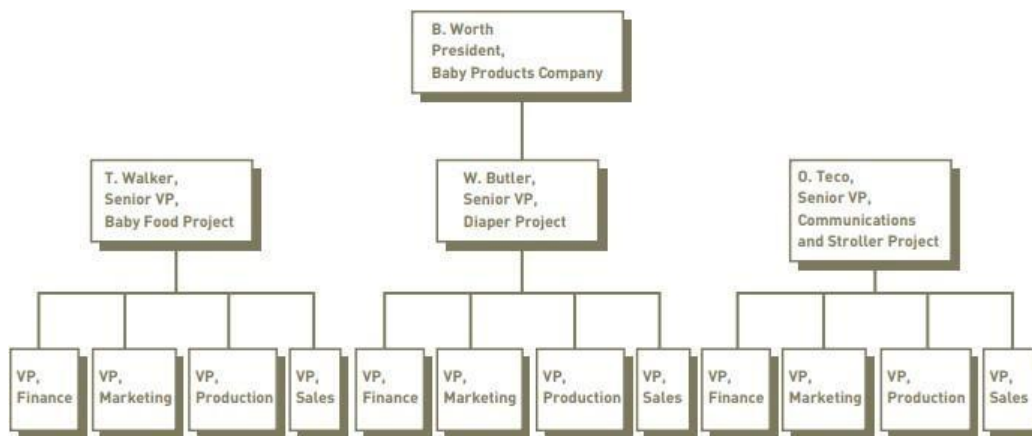 B. Worth
President,
Baby Products Company
T. Walker,
Senior VP,
Baby Food Project
W. Butler,
Senior VP,
Diaper Project
O. Teco,
Senior VP,
Communications
and Stroller Project
VP,
Finance
VP,
Marketing
VP,
Production
VP,
Sales
VP,
Finance
VP,
Marketing
VP,
Production
VP,
Sales
VP,
Finance
VP,
Marketing
VP,
Production
VP,
Sales